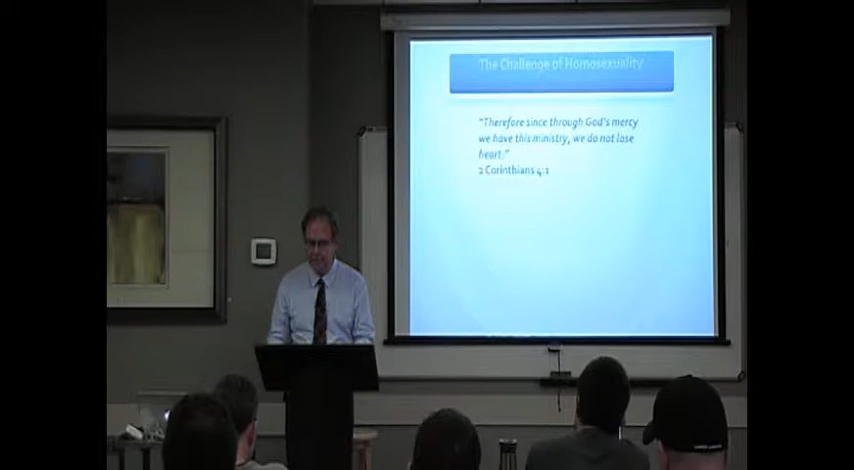 The Challenge of Homosexuality
"Therefore since through God's mercy
we have this ministry, we do not lose
heart."
2 Corinthians 4:1